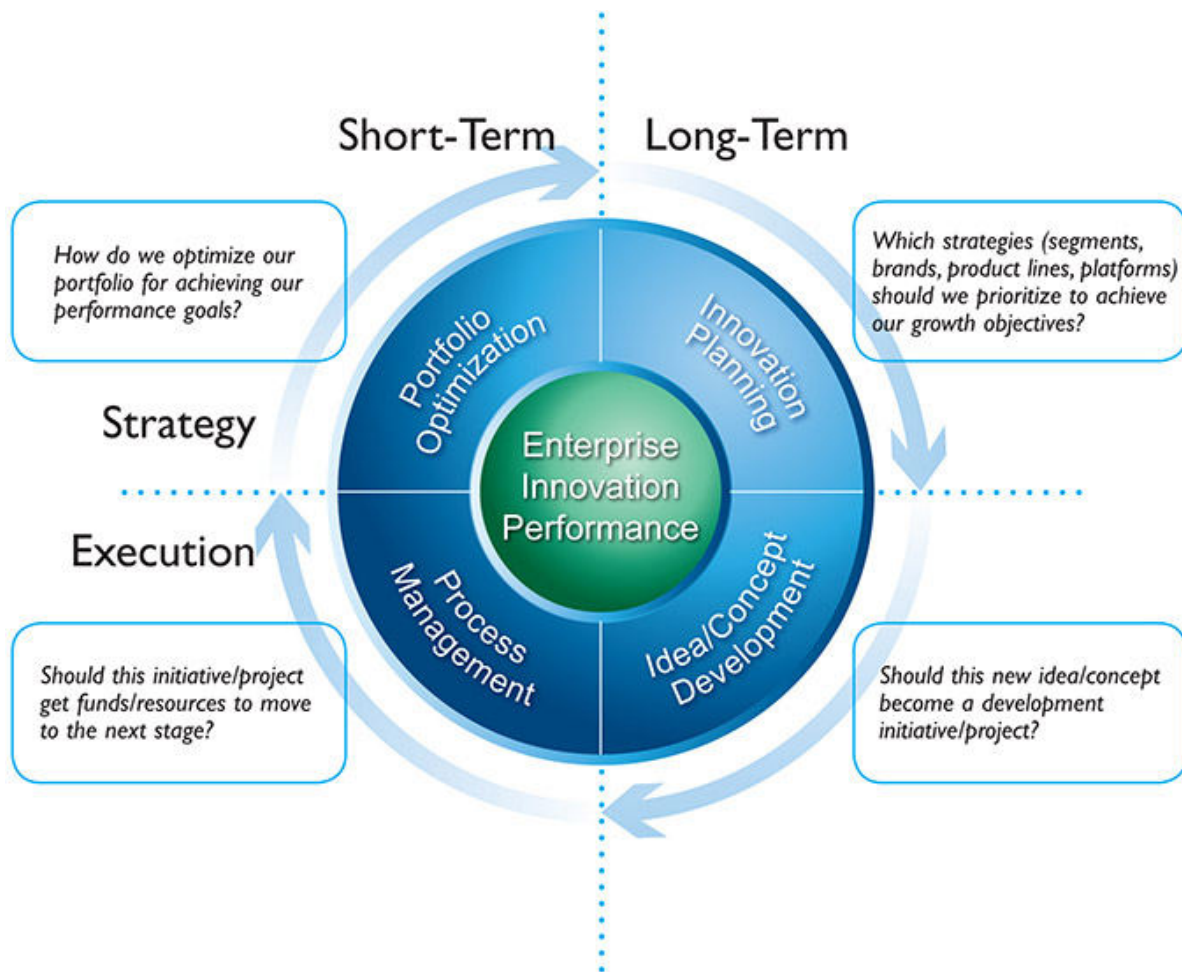 Short-Term
Long-Term
How do we optimize our
portfolio for achieving our
performance goals?
Which strategies (segments,
brands, product lines, platforms)
should we prioritize to achieve
our growth objectives?
Portfolio
Optimization
Innovation
Planning
Strategy
Enterprise
Innovation
Performance
Execution
Process
Management
Idea/Concept
Development
Should this initiative/project
get funds/resources to move
to the next stage?
Should this new idea/concept
become a development
initiative/project?